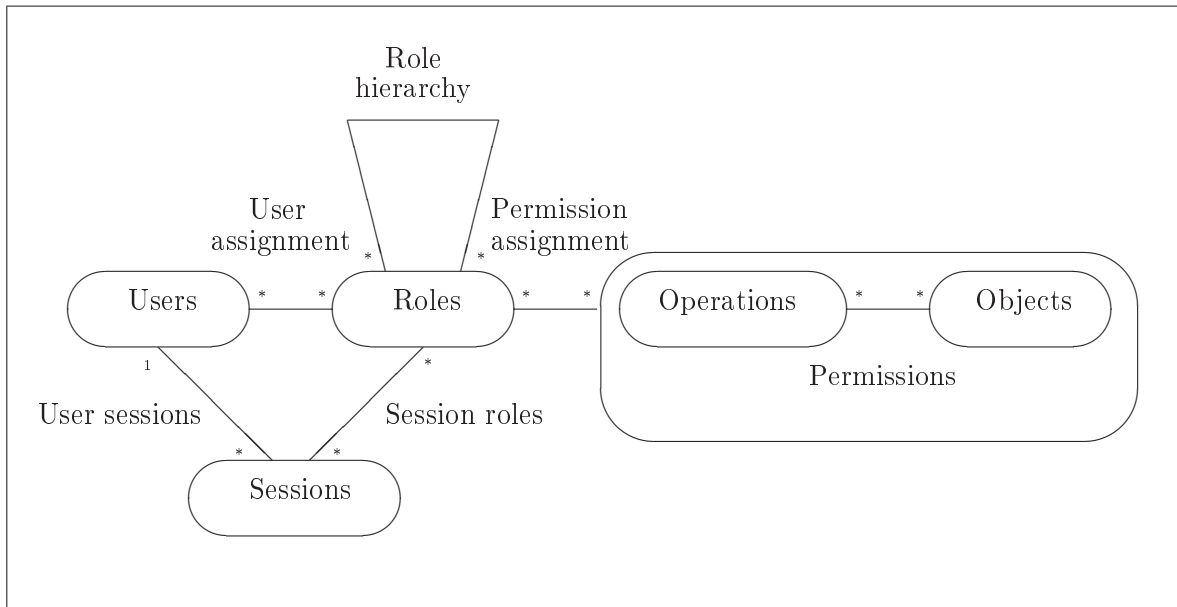 Role
hierarchy
User
assignment
Permission
assignment
* *
Users * * Roles * * Operations * * Objects
1 *
Permissions
User sessions Session roles
* *
Sessions